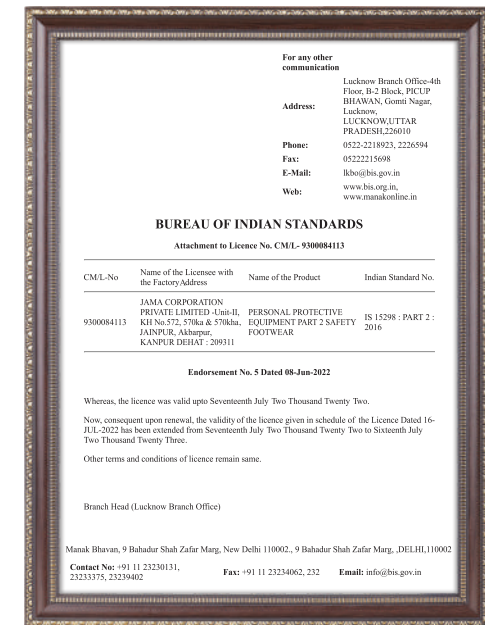 For any other
communication
Address:
Lucknow Branch Office-4th
Floor, B-2 Block, PICUP
BHAWAN, Gomti Nagar,
Lucknow,
LUCKNOW,UTTAR
PRADESH,226010
Phone: 0522-2218923, 2226594
Fax: 05222215698
E-Mail: lkbo@bis.gov.in
Web:
www.bis.org.in,
www.manakonline.in
BUREAU OF INDIAN STANDARDS
Attachment to Licence No. CM/L- 9300084113
CM/L-No
Name of the Licensee with
the FactoryAddress
Name of the Product
Indian Standard No.
9300084113
JAMA CORPORATION
PRIVATE LIMITED -Unit-II,
KH No.572, 570ka & 570kha,
JAINPUR, Akbarpur,
KANPUR DEHAT : 209311
PERSONAL PROTECTIVE
EQUIPMENT PART 2 SAFETY
FOOTWEAR
IS 15298 : PART 2 :
2016
Endorsement No. 5 Dated 08-Jun-2022
Whereas, the licence was valid upto Seventeenth July Two Thousand Twenty Two.
Now, consequent upon renewal, the validity of the licence given in schedule of the Licence Dated 16-
JUL-2022 has been extended from Seventeenth July Two Thousand Twenty Two to Sixteenth July
Two Thousand Twenty Three.
Other terms and conditions of licence remain same.
Branch Head (Lucknow Branch Office)
Manak Bhavan, 9 Bahadur Shah Zafar Marg, New Delhi 110002., 9 Bahadur Shah Zafar Marg, ,DELHI,110002
Contact No: +91 11 23230131,
23233375, 23239402
Fax: +91 11 23234062, 232
Email: info@bis.gov.in